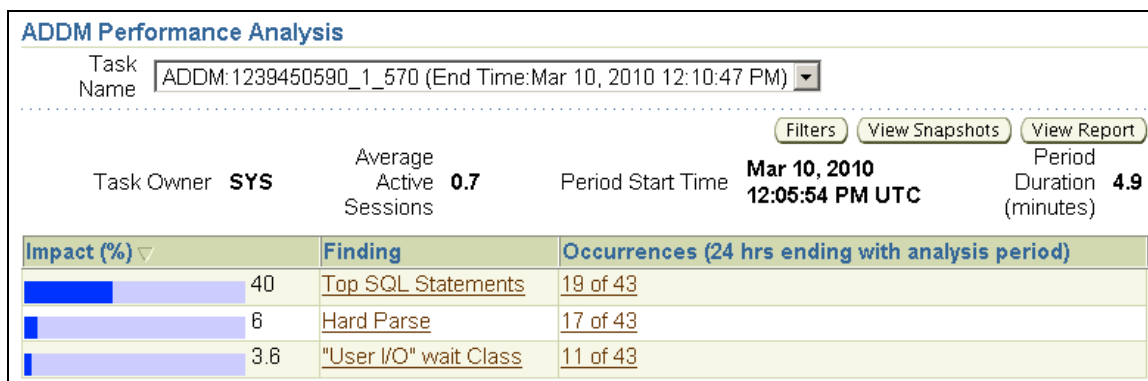 ADDM Performance Analysis
Task Name ADDM:1239450590_1_570 (End Time:Mar 10, 2010 12:10:47 PM)
Filters View Snapshots View Report
Task Owner SYS Average Active Sessions 0.7 Period Start Time Mar 10, 2010 12:05:54 PM UTC Period Duration (minutes) 4.9
Impact (%) Finding Occurrences (24 hrs ending with analysis period)
40 Top SQL Statements 19 of 43
6 Hard Parse 17 of 43
3.6 "User I/O" wait Class 11 of 43